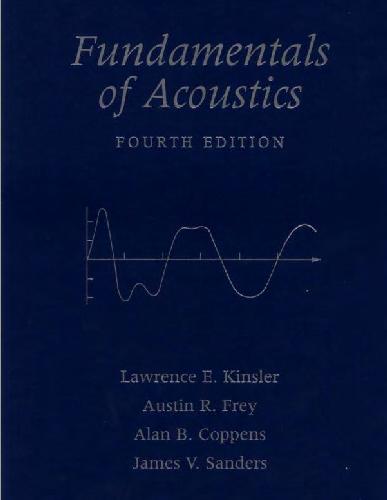 Fundamentals
of Acoustics
FOURTH EDITION
Lawrence E. Kinsler
Austin R. Frey
Alan B. Coppens
James V. Sanders